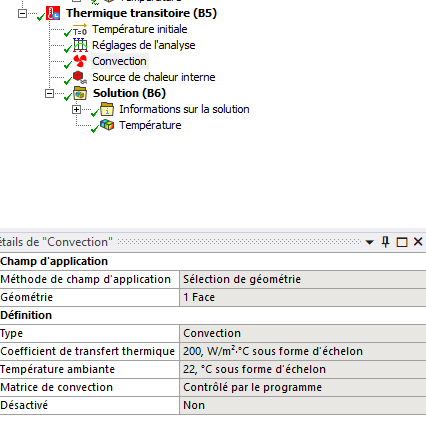 Thermique transitoire (B5)
Température initiale
Réglages de l'analyse
Convection
Source de chaleur interne
Solution (B6)
Informations sur la solution
Température
étails de "Convection"
Champ d'application
Méthode de champ d'application Sélection de géométrie
Géométrie 1 Face
Définition
Type Convection
Coefficient de transfert thermique 200, W/m²·°C sous forme d'échelon
Température ambiante 22, °C sous forme d'échelon
Matrice de convection Contrôlé par le programme
Désactivé Non